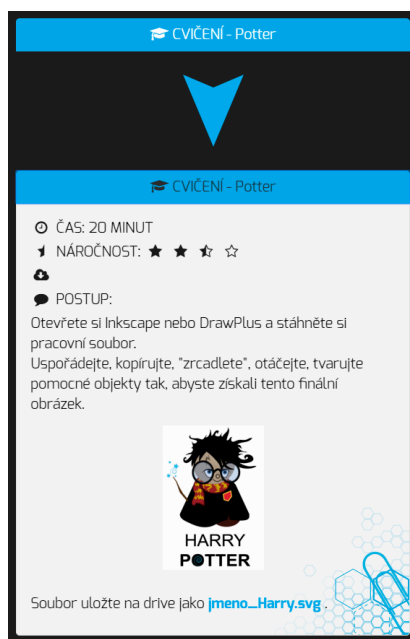 CVIČENÍ - Potter
CVIČENÍ - Potter
ČAS: 20 MINUT
NÁROČNOST:
POSTUP:
Otevřete si Inkscape nebo DrawPlus a stáhněte si
pracovní soubor.
Uspořádejte, kopírujte, "zrcadlete", otáčejte, tvarujte
pomocné objekty tak, abyste získali tento finální
obrázek.
HARRY
POTTER
Soubor uložte na drive jako jmeno_Harry.svg .